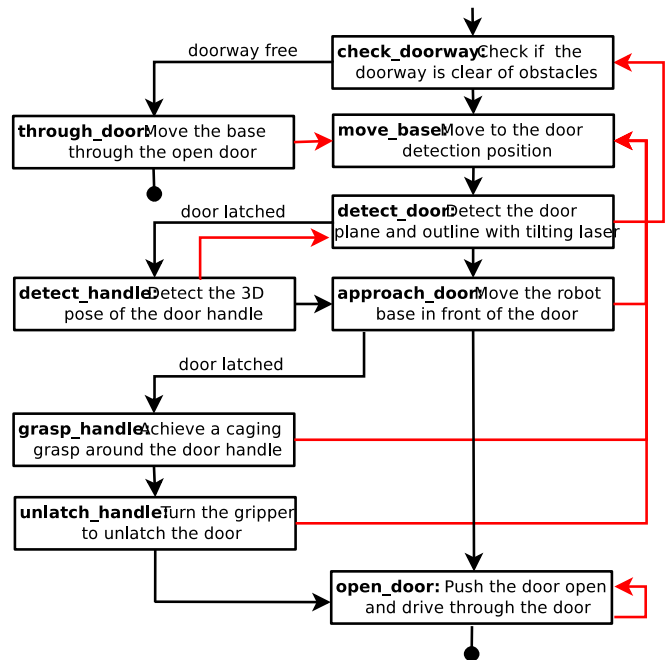 doorway free
check_doorway: Check if the
doorway is clear of obstacles
through_door: Move the base
through the open door
move_base: Move to the door
detection position
door latched
detect_door: Detect the door
plane and outline with tilting laser
detect_handle: Detect the 3D
pose of the door handle
approach_door: Move the robot
base in front of the door
door latched
grasp_handle: Achieve a caging
grasp around the door handle
unlatch_handle: Turn the gripper
to unlatch the door
open_door: Push the door open
and drive through the door